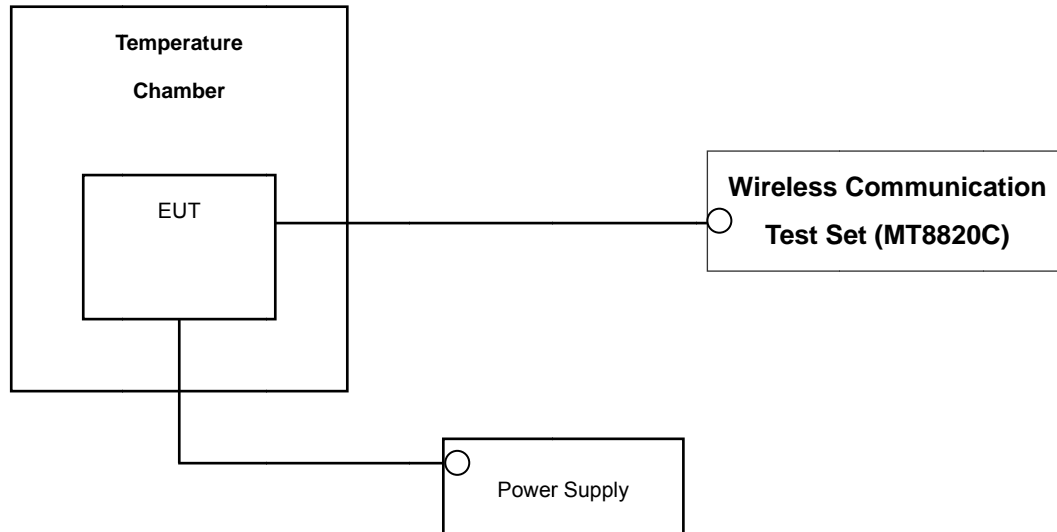 Temperature
Chamber
EUT
Wireless Communication
Test Set (MT8820C)
Power Supply